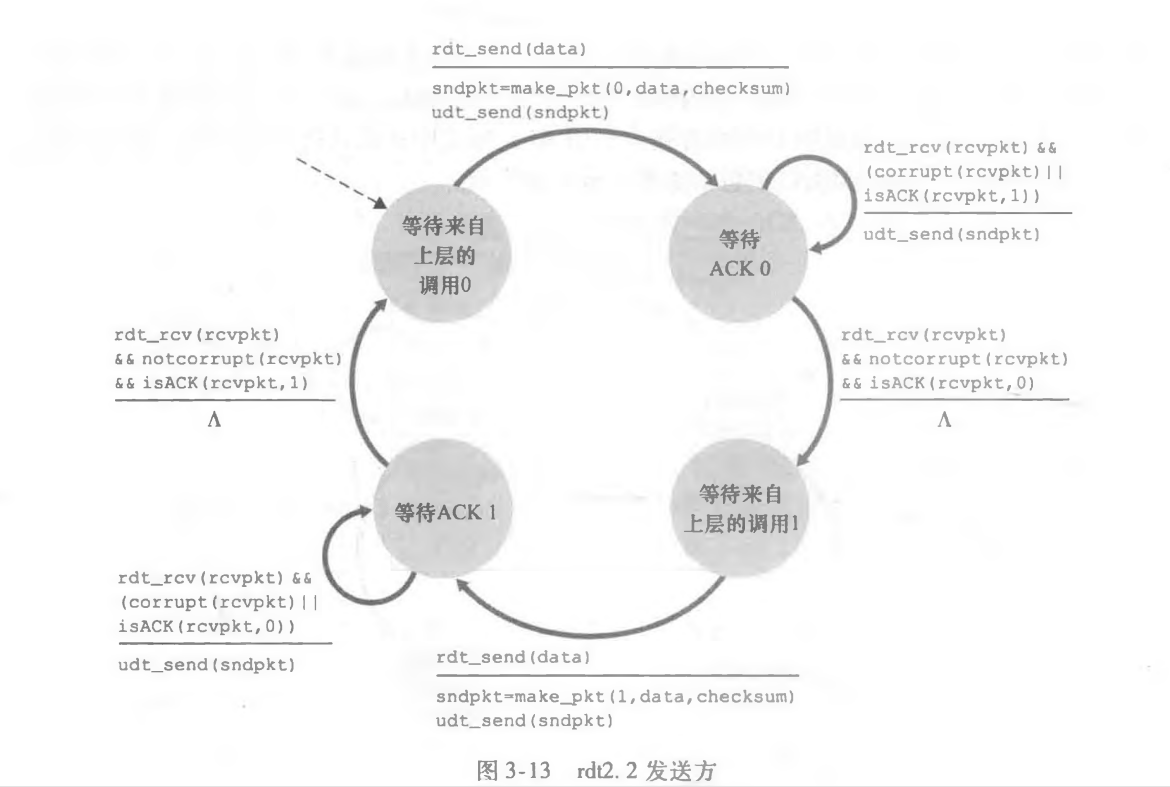 rdt_send(data)
sndpkt=make_pkt(0,data,checksum)
udt_send(sndpkt)
rdt_rcv(rcvpkt) &&
(corrupt(rcvpkt)||
isACK(rcvpkt,1))
udt_send(sndpkt)
等待来自
上层的
调用0
等待
ACK 0
rdt_rcv(rcvpkt)
&& notcorrupt(rcvpkt)
&& isACK(rcvpkt,1)
Λ
rdt_rcv(rcvpkt)
&& notcorrupt(rcvpkt)
&& isACK(rcvpkt,0)
Λ
等待ACK 1
等待来自
上层的调用1
rdt_rcv(rcvpkt) &&
(corrupt(rcvpkt)||
isACK(rcvpkt,0))
udt_send(sndpkt)
rdt_send(data)
sndpkt=make_pkt(1,data,checksum)
udt_send(sndpkt)
图 3-13 rdt2. 2 发送方